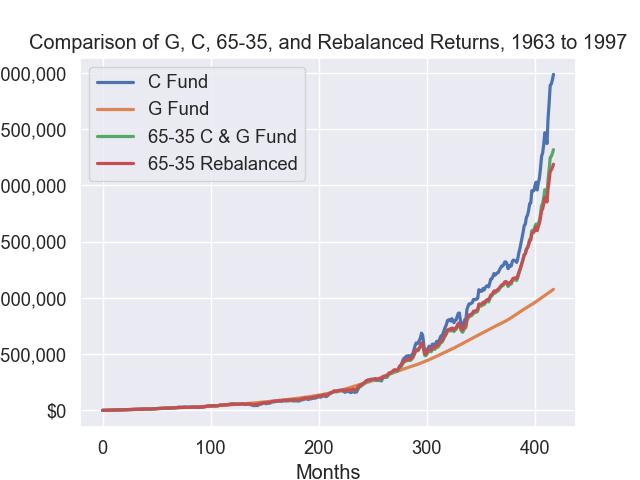 Comparison of G, C, 65-35, and Rebalanced Returns, 1963 to 1997
C Fund
G Fund
65-35 C & G Fund
65-35 Rebalanced
000,000
500,000
000,000
500,000
000,000
500,000
$0
0 100 200 300 400
Months